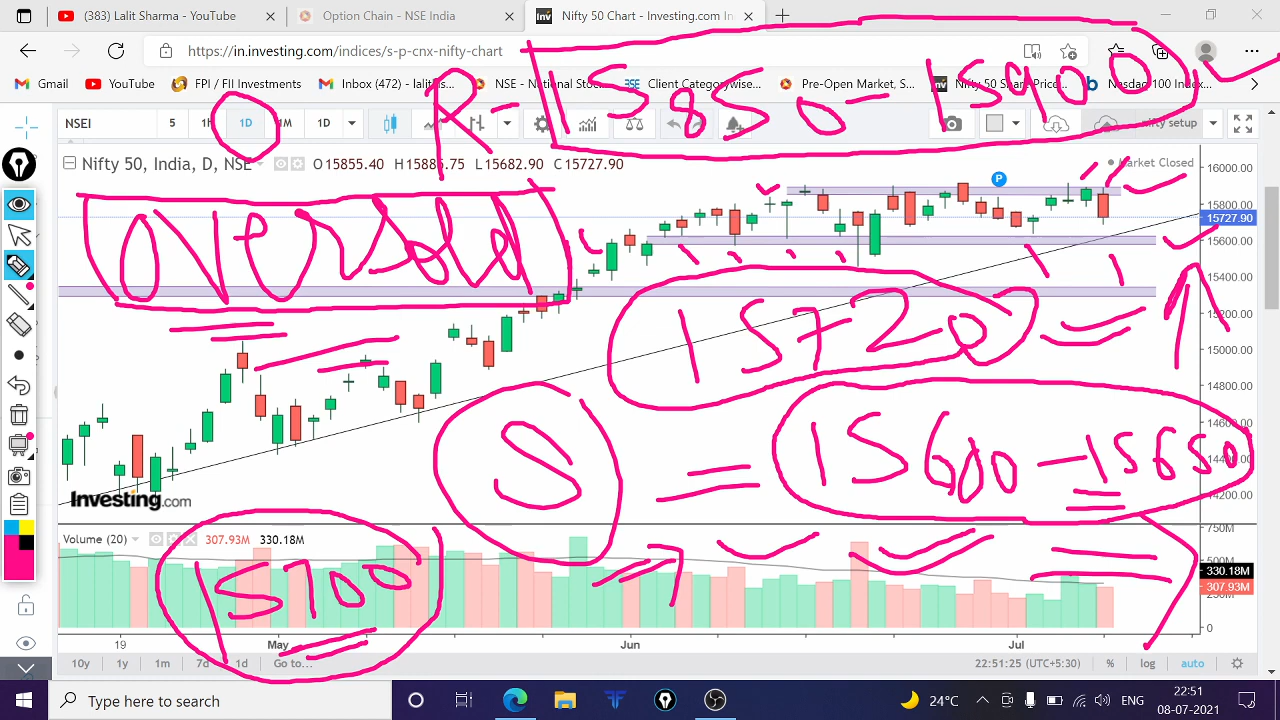 (383) Lalit Sharma - YouTube
Option Chain - NSE India
Nifty 50 Chart - Investing.com In
https://in.investing.com/indices/s-p-cnx-nifty-chart
Gmail
YouTube
FPI / FII Investments
Inbox (472) - lalits
NSE - National Stoc
BSE
Client Categorywise
Pre-Open Market, S
Nifty 50 Share Price
Nasdaq 100 Index
R - 15850 - 15900
NSEI
5
1D
1M
1D
nifty setup
Nifty 50, India, D, NSE
O15855.40 H15885.75 L15682.90 C15727.90
Market Closed
P
oversold
16000.00
15800.00
15727.90
15600.00
15400.00
15200.00
15000.00
14800.00
14600.00
14400.00
14200.00
15720 =
S = 15600 - 15650
Investing.com
Volume (20)
307.93M 330.18M
15700
750M
500M
330.18M
307.93M
250M
0
19
May
Jun
Jul
10y
1y
1m
7d
1d
Go to...
22:51:25 (UTC+5:30)
%
log
auto
Type here to search
24°C
ENG
22:51
08-07-2021